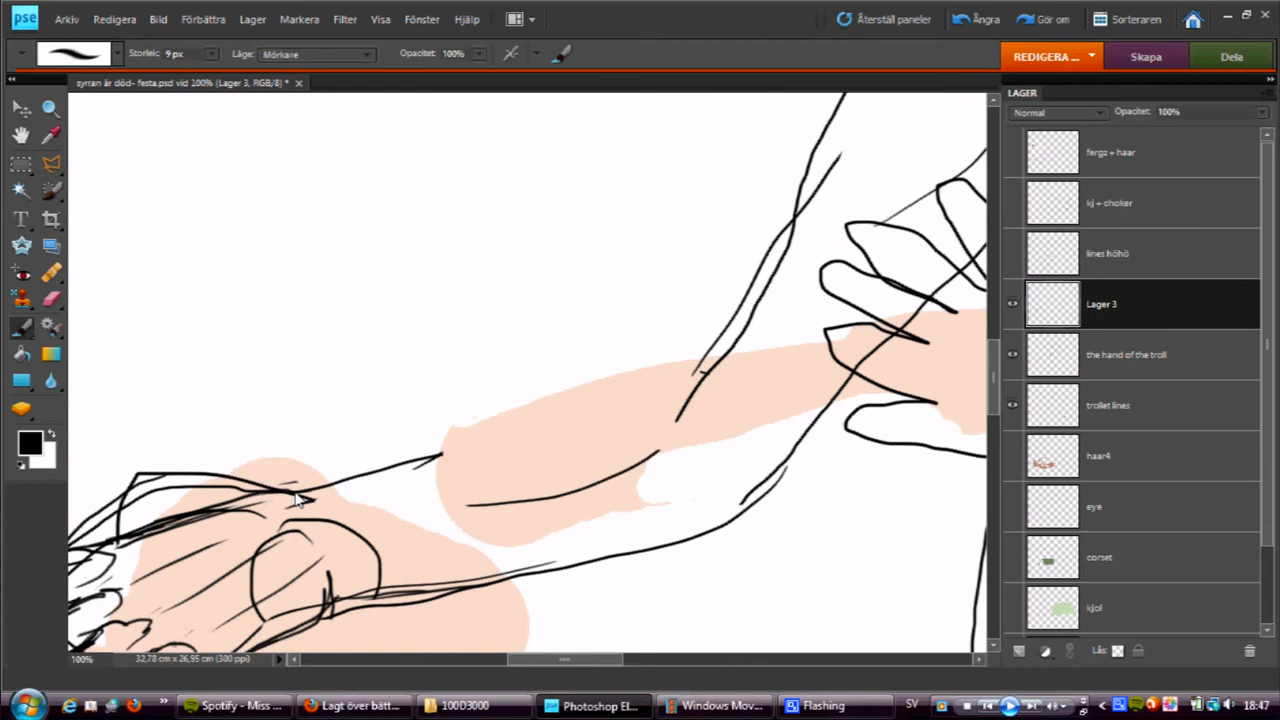 pse Arkiv Redigera Bild Förbättra Lager Markera Filter Visa Fönster Hjälp Återställ paneler Ångra Gör om Sorteraren
Storlek: 9 px Läge: Mörkare Opacitet: 100% REDIGERA ... Skapa Dela
syrran är död- festa.psd vid 100% (Lager 3, RGB/8) *
LAGER
Normal Opacitet: 100%
fergz + haar
kj + choker
lines höhö
Lager 3
the hand of the troll
trollet lines
haar4
eye
corset
kjol
100% 32,78 cm x 26,95 cm (300 ppi) Lås:
Spotify - Miss ... Lagt över bätt... 100D3000 Photoshop El... Windows Mov... Flashing SV 18:47